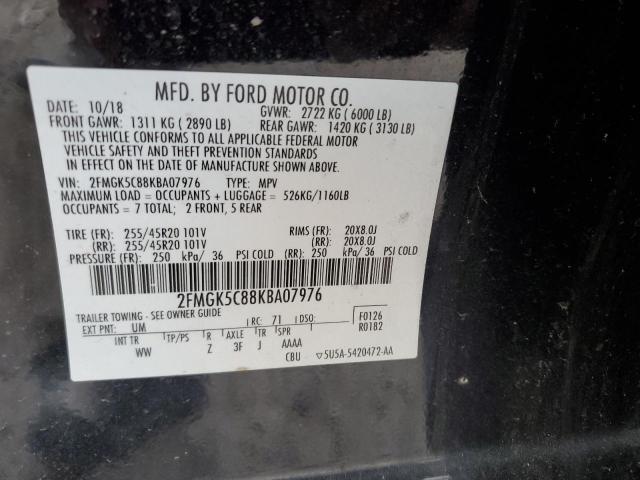 MFD. BY FORD MOTOR CO.
DATE: 10/18 GVWR: 2722 KG ( 6000 LB)
FRONT GAWR: 1311 KG ( 2890 LB) REAR GAWR: 1420 KG ( 3130 LB)
THIS VEHICLE CONFORMS TO ALL APPLICABLE FEDERAL MOTOR
VEHICLE SAFETY AND THEFT PREVENTION STANDARDS
IN EFFECT ON THE DATE OF MANUFACTURE SHOWN ABOVE.
VIN: 2FMGK5C88KBA07976 TYPE: MPV
MAXIMUM LOAD = OCCUPANTS + LUGGAGE = 526KG/1160LB
OCCUPANTS = 7 TOTAL; 2 FRONT, 5 REAR
TIRE (FR): 255/45R20 101V RIMS (FR): 20X8.0J
(RR): 255/45R20 101V (RR): 20X8.0J
PRESSURE (FR): 250 kPa/ 36 PSI COLD (RR): 250 kPa/ 36 PSI COLD
2FMGK5C88KBA07976
TRAILER TOWING - SEE OWNER GUIDE
EXT PNT: UM RC: 71 DSO: F0126
INT TR TP/PS R AXLE TR SPR R0182
WW Z 3F J AAAA
CBU ▽5U5A-5420472-AA